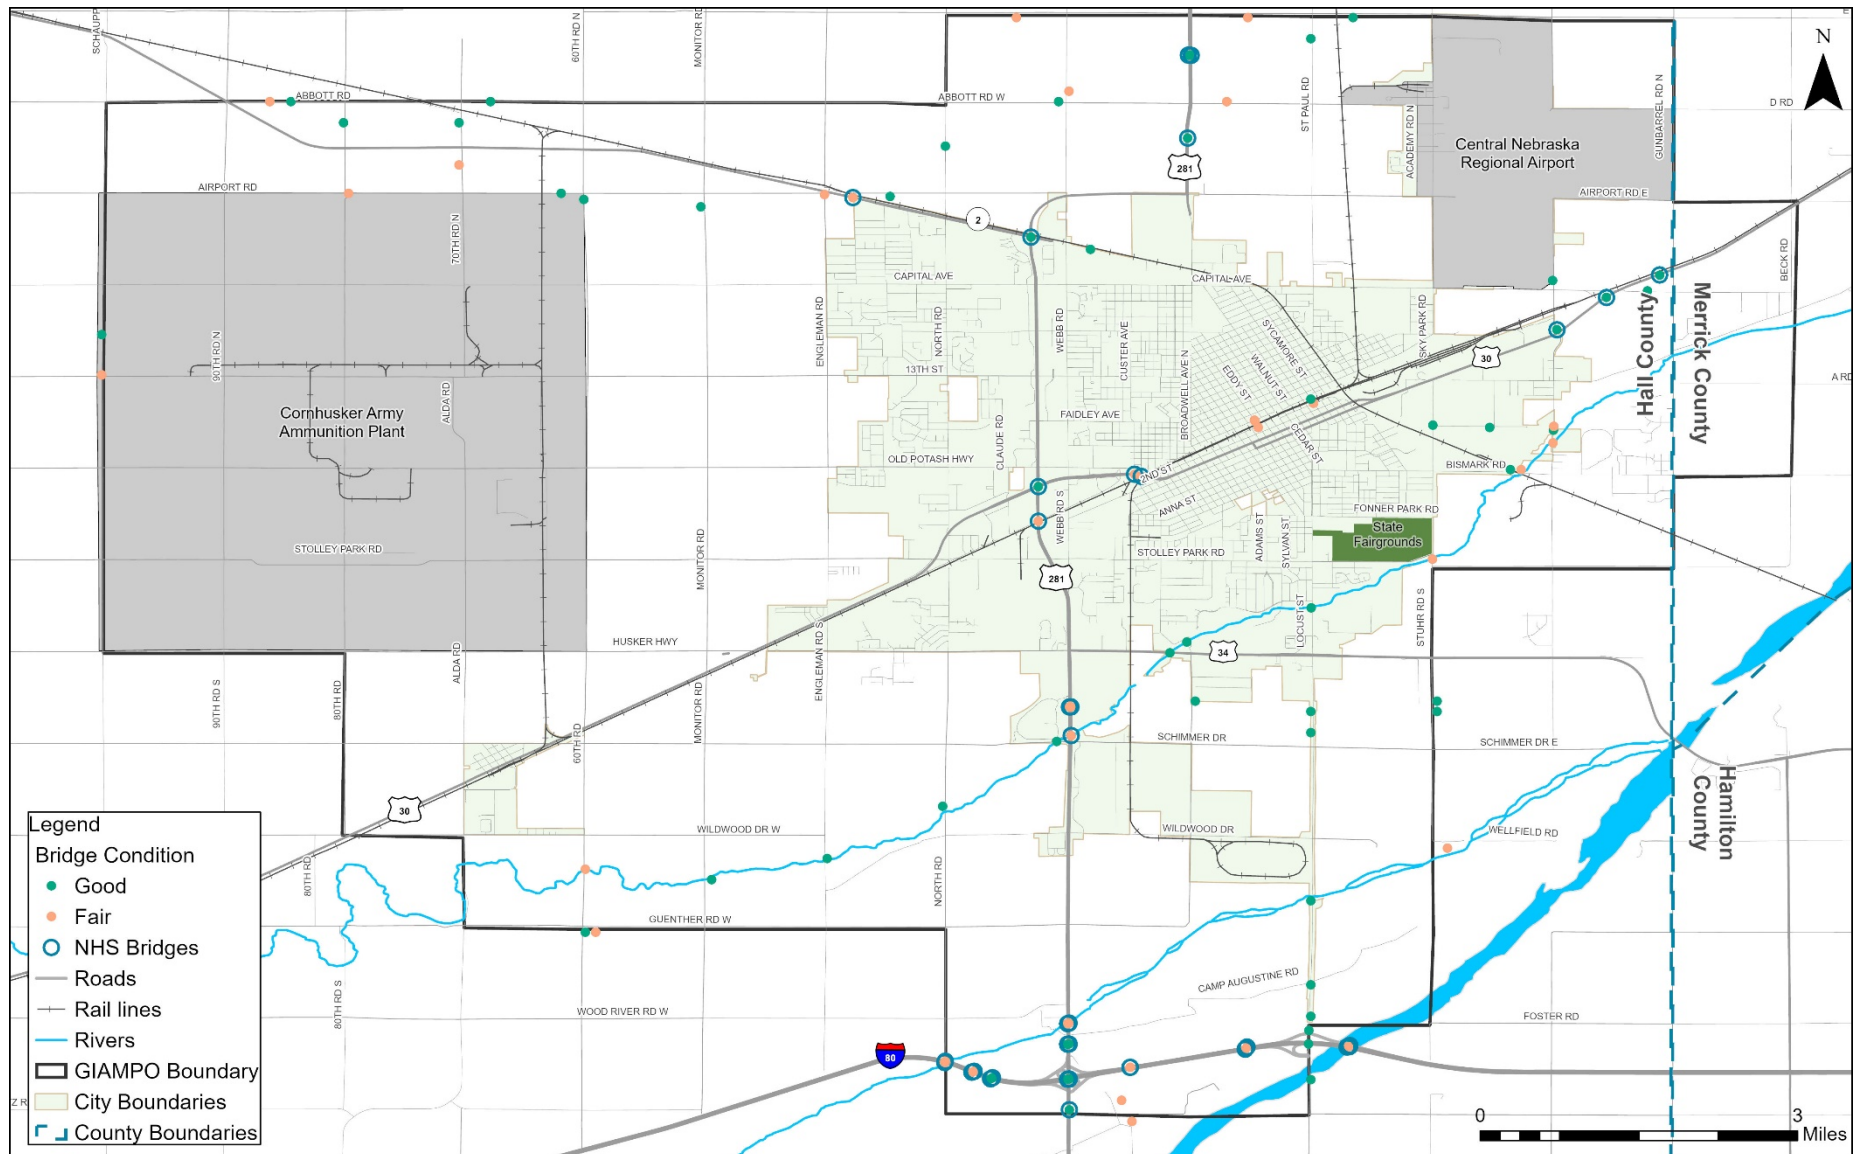 SCHAUPP
60TH RD N
MONITOR RD
N
ABBOTT RD
ABBOTT RD W
ST PAUL RD
ACADEMY RD N
GUNBARREL RD N
D RD
Central Nebraska
Regional Airport
281
AIRPORT RD
AIRPORT RD E
70TH RD N
2
BECK RD
CAPITAL AVE
CAPITAL AVE
ENGLEMAN RD
NORTH RD
WEBB RD
CUSTER AVE
BROADWELL AVE N
SYCAMORE ST
WALNUT ST
EDDY ST
SKY PARK RD
30
Hall County
Merrick County
90TH RD N
13TH ST
A RD
ALDA RD
Cornhusker Army
Ammunition Plant
FAIDLEY AVE
CLAUDE RD
CEDAR ST
OLD POTASH HWY
2ND ST
BISMARK RD
ANNA ST
FONNER PARK RD
State
Fairgrounds
WEBB RD S
ADAMS ST
SYLVAN ST
STOLLEY PARK RD
STOLLEY PARK RD
MONITOR RD
281
LOCUST ST
STUHR RD S
HUSKER HWY
ENGLEMAN RD S
34
ALDA RD
90TH RD S
80TH RD
MONITOR RD
60TH RD
SCHIMMER DR
SCHIMMER DR E
Hamilton
County
30
WILDWOOD DR W
WILDWOOD DR
WELLFIELD RD
80TH RD
NORTH RD
GUENTHER RD W
80TH RD S
CAMP AUGUSTINE RD
WOOD RIVER RD W
FOSTER RD
80
Legend
Bridge Condition
Good
Fair
NHS Bridges
Roads
Rail lines
Rivers
GIAMPO Boundary
City Boundaries
County Boundaries
0 3
Miles